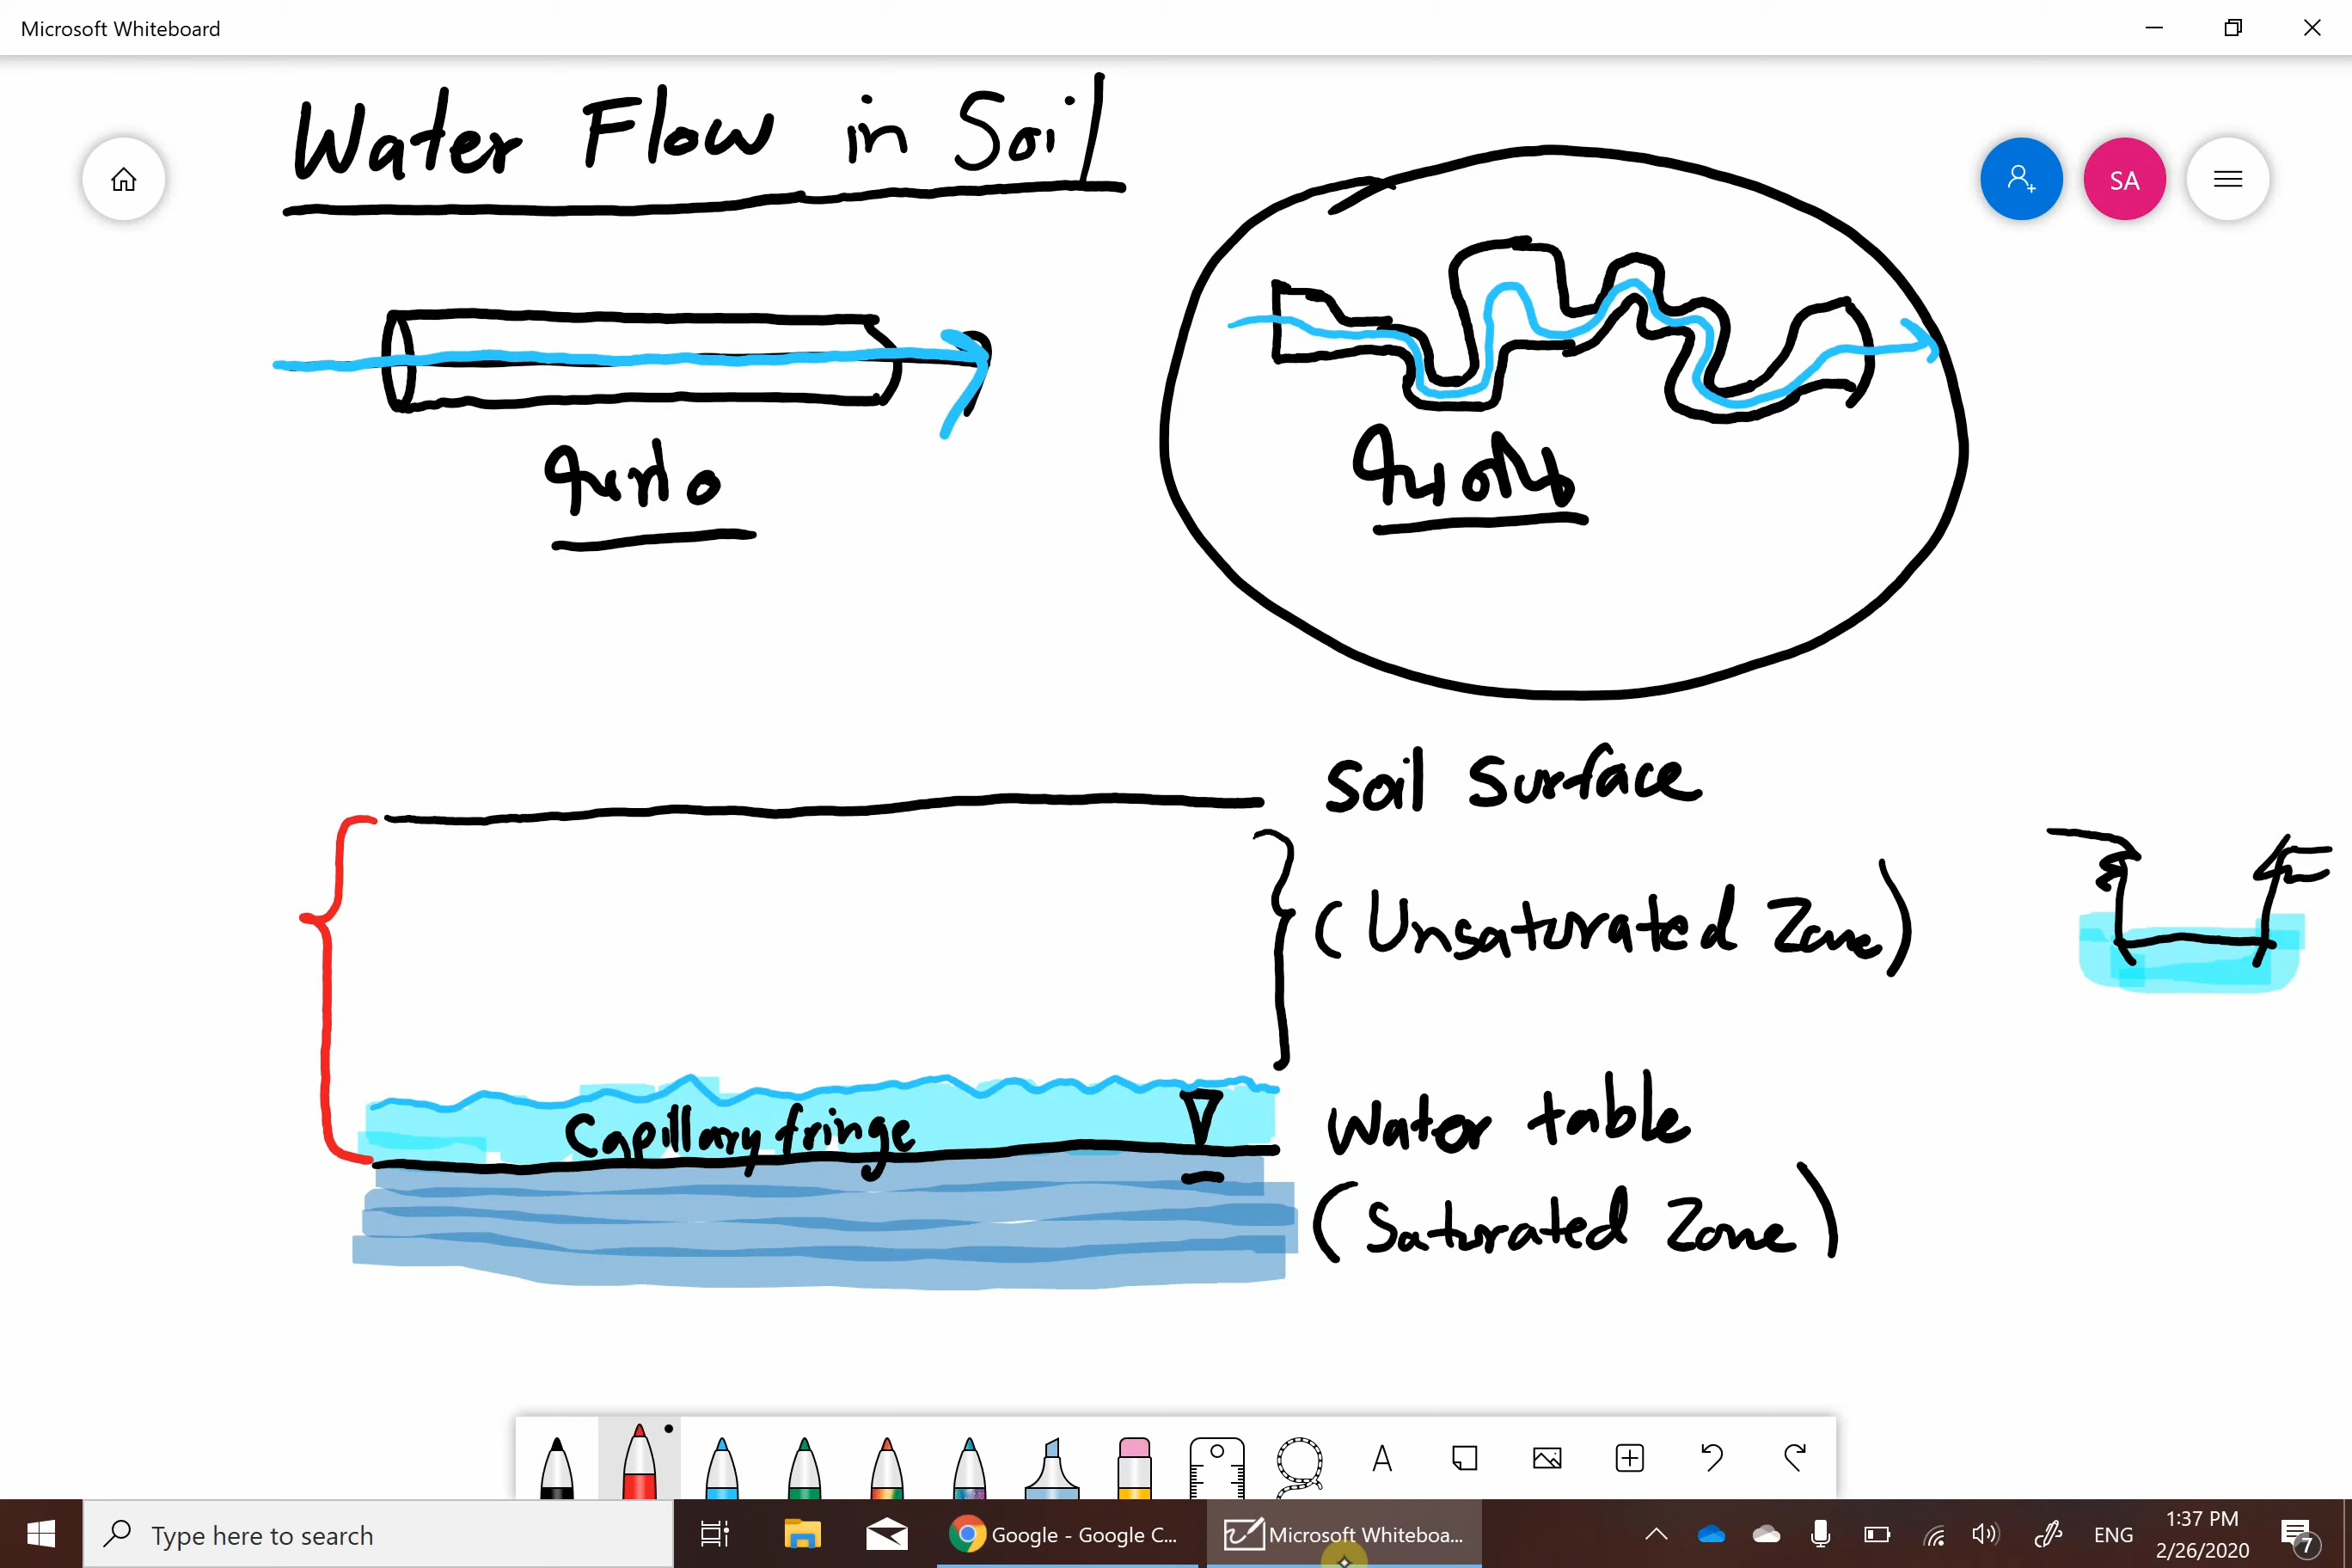 Microsoft Whiteboard
Water Flow in Soil
SA
Soil Surface
(Unsaturated Zone)
Capillary fringe
Water table
(Saturated Zone)
A
Type here to search
Google - Google C...
Microsoft Whiteboa...
ENG
1:37 PM
2/26/2020
7